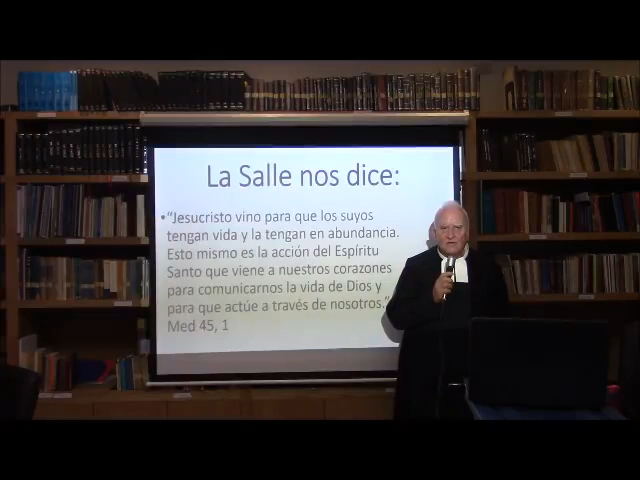 La Salle nos dice:
•"Jesucristo vino para que los suyos
tengan vida y la tengan en abundancia.
Esto mismo es la acción del Espíritu
Santo que viene a nuestros corazones
para comunicarnos la vida de Dios y
para que actúe a través de nosotros."
Med 45, 1